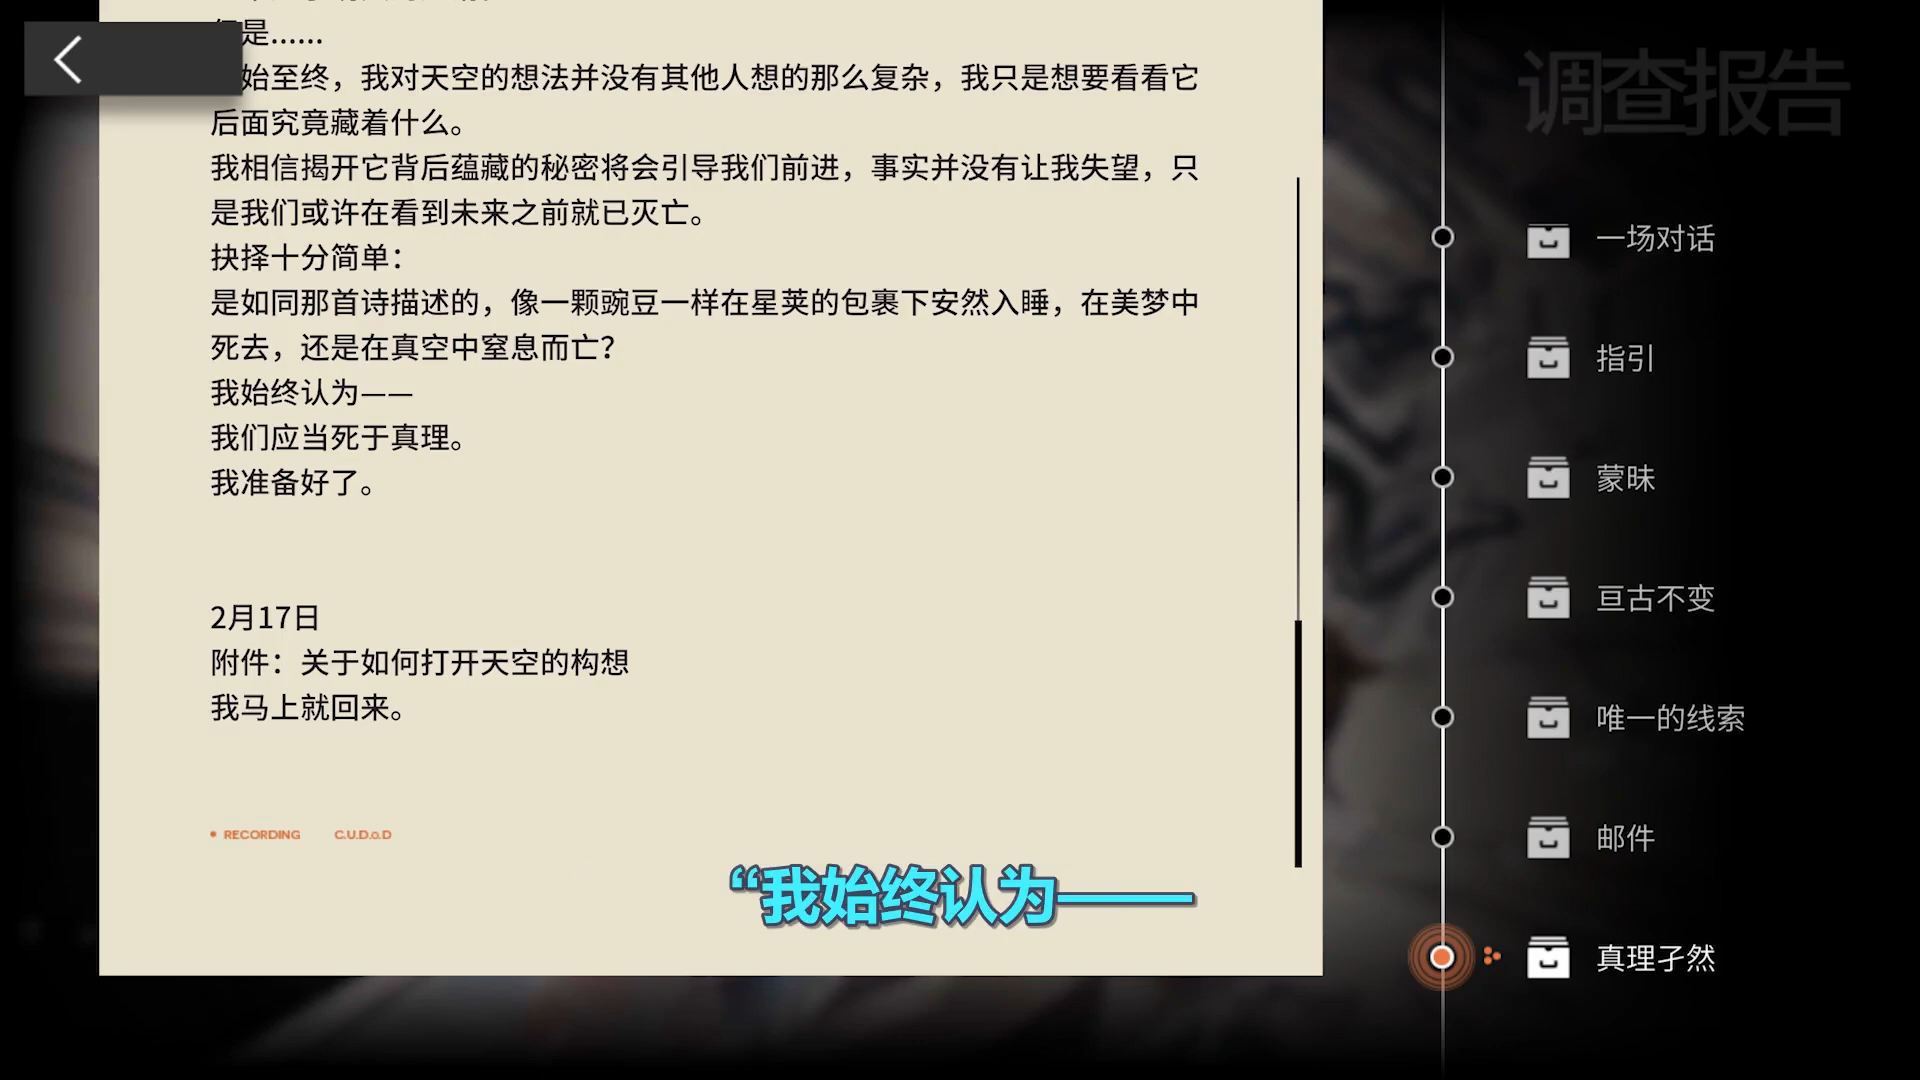 是……
始至终，我对天空的想法并没有其他人想的那么复杂，我只是想要看看它
后面究竟藏着什么。
我相信揭开它背后蕴藏的秘密将会引导我们前进，事实并没有让我失望，只
是我们或许在看到未来之前就已灭亡。
抉择十分简单：
是如同那首诗描述的，像一颗豌豆一样在星荚的包裹下安然入睡，在美梦中
死去，还是在真空中窒息而亡？
我始终认为——
我们应当死于真理。
我准备好了。
2月17日
附件：关于如何打开天空的构想
我马上就回来。
RECORDING C.U.D.o.D
“我始终认为——
调查报告
一场对话
指引
蒙昧
亘古不变
唯一的线索
邮件
真理孑然